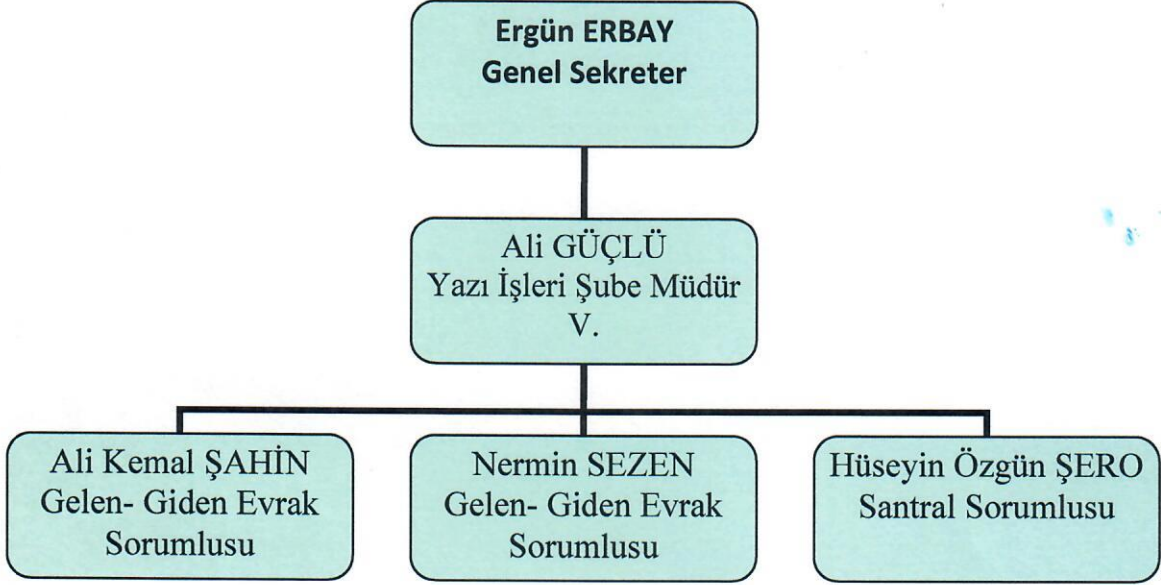 Ergün ERBAY
Genel Sekreter
Ali GÜÇLÜ
Yazı İşleri Şube Müdür
V.
Ali Kemal ŞAHİN
Gelen- Giden Evrak
Sorumlusu
Nermin SEZEN
Gelen- Giden Evrak
Sorumlusu
Hüseyin Özgün ŞERO
Santral Sorumlusu